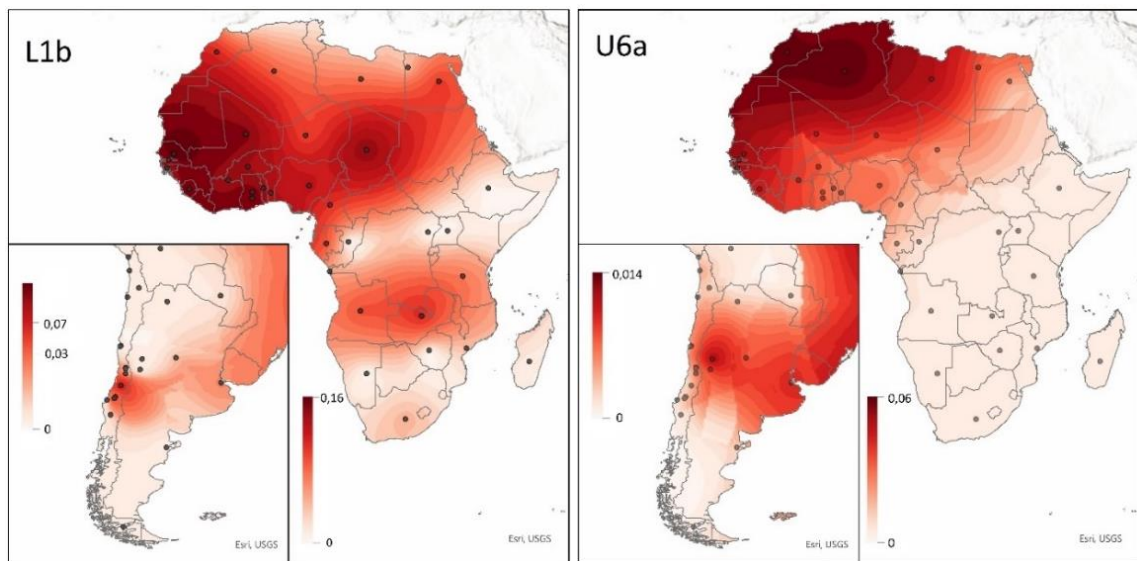 L1b
0,07
0,03
0
0,16
0
Esri, USGS
Esri, USGS
U6a
0,014
0
0,06
0
Esri, USGS
Esri, USGS